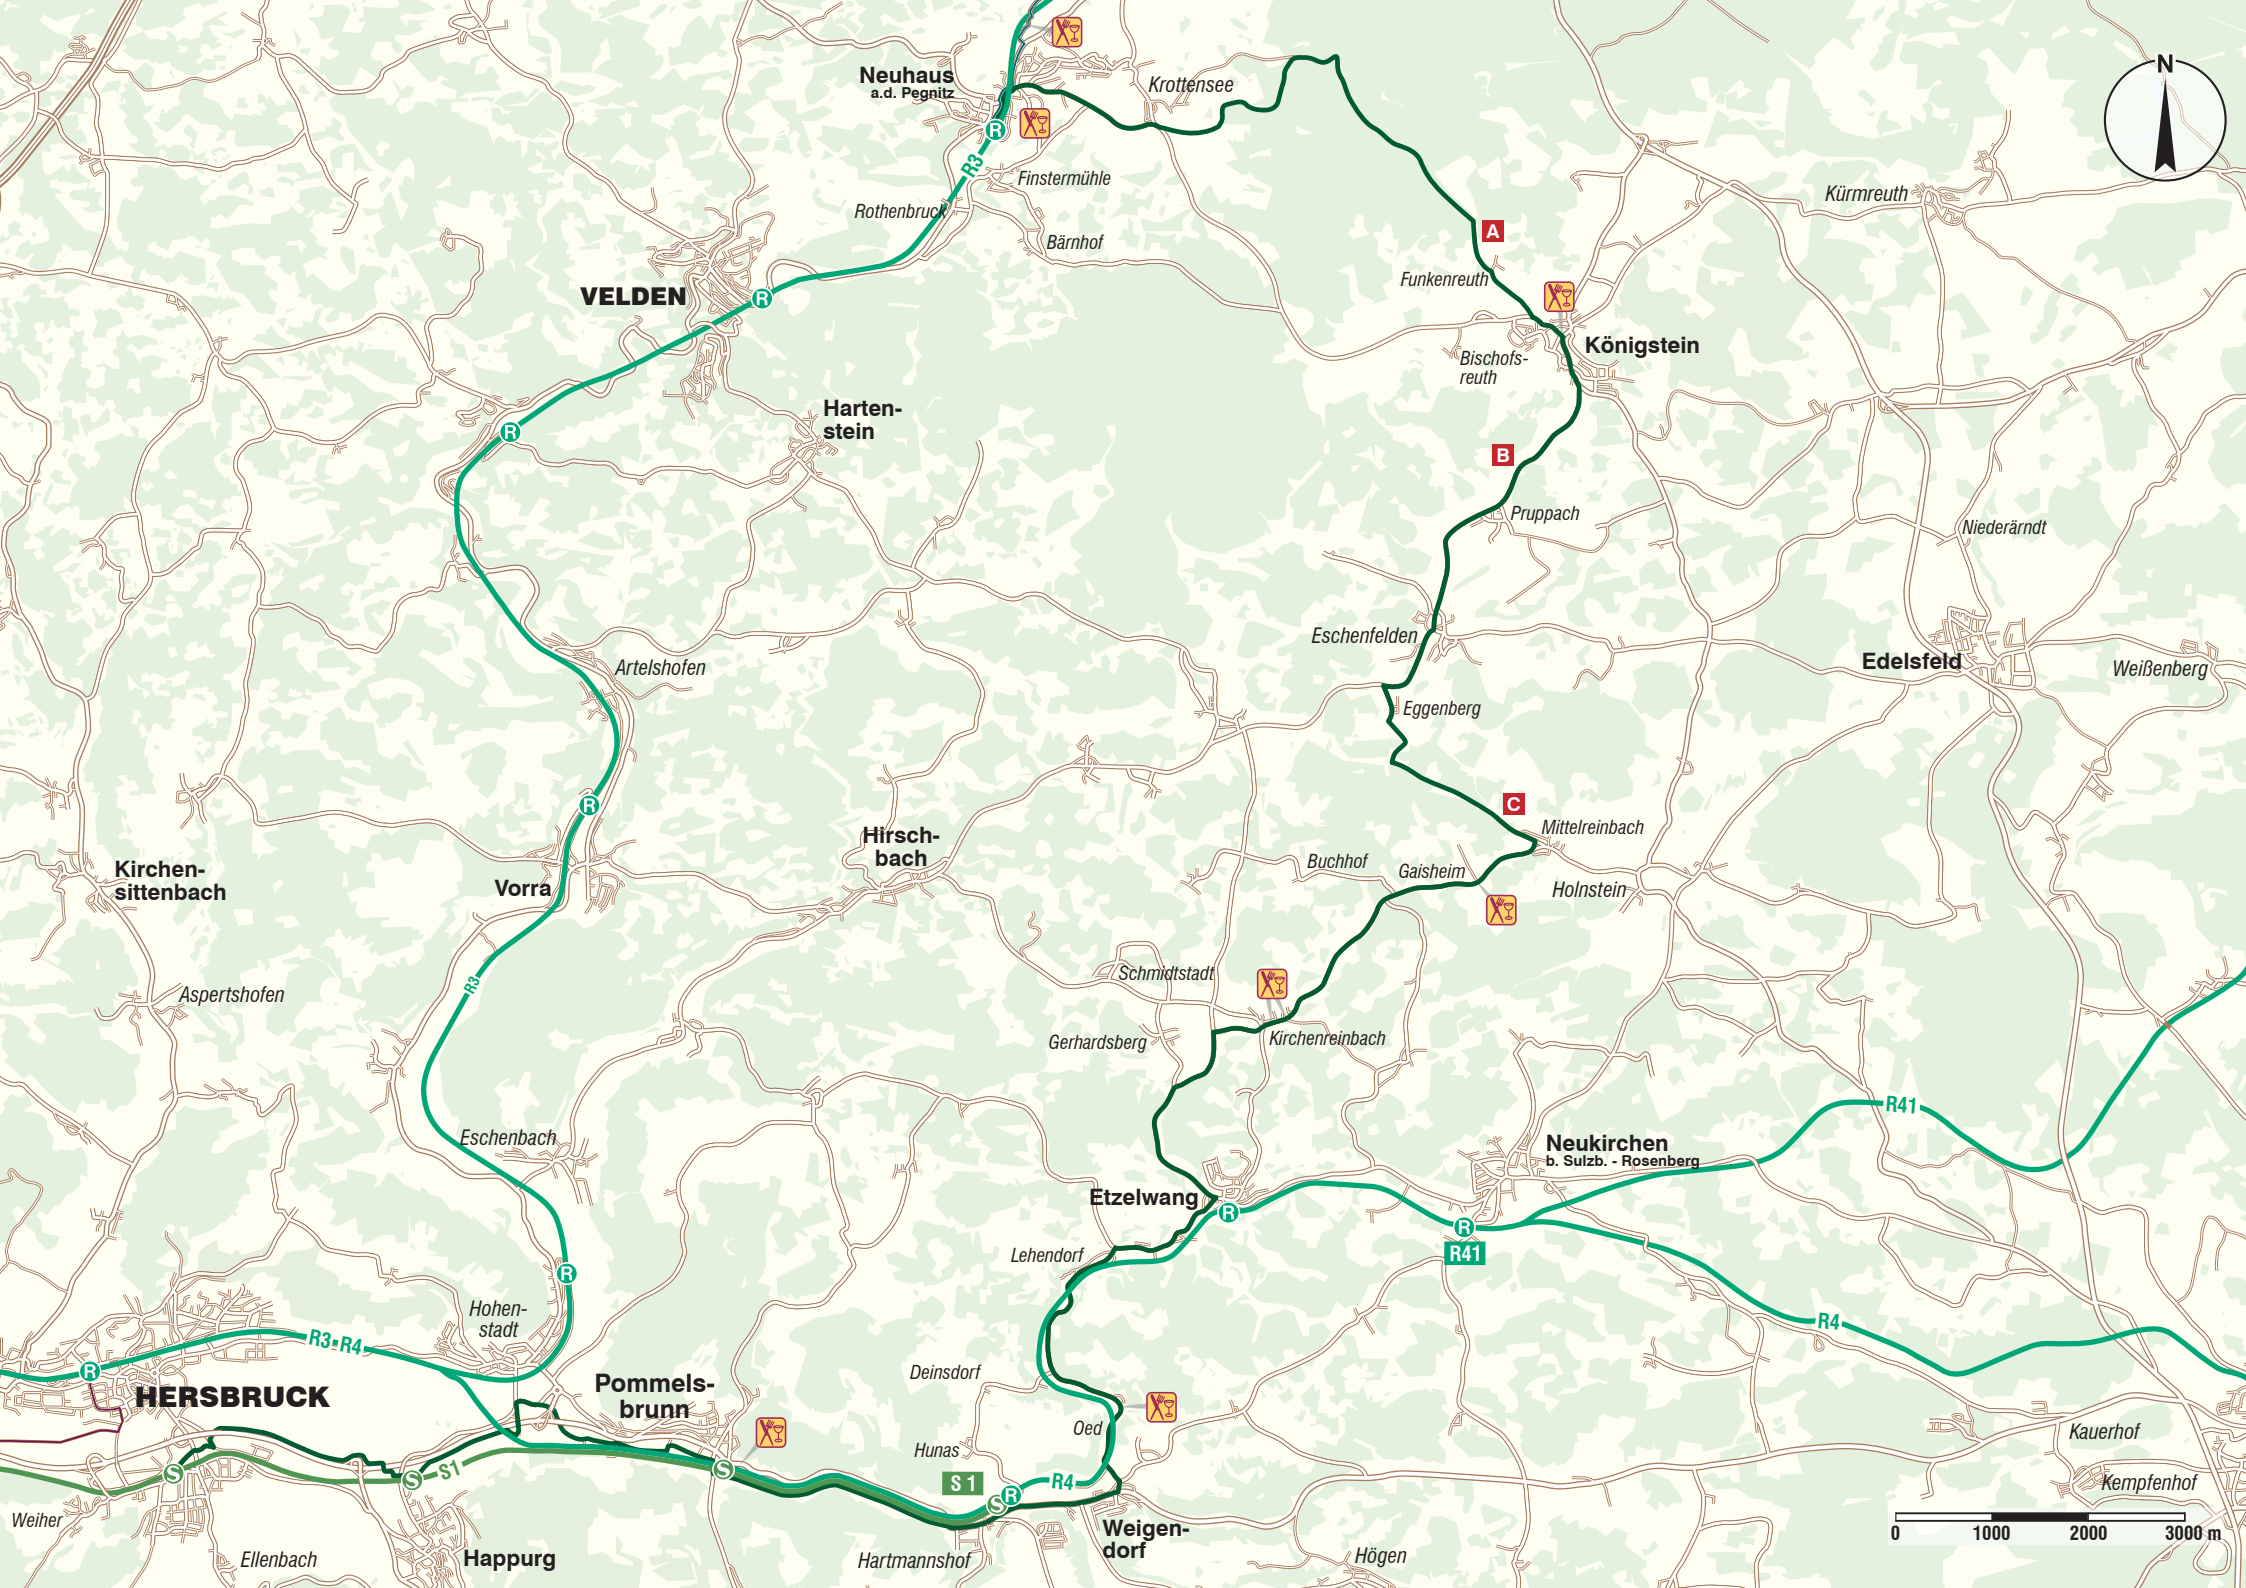 N
Neuhaus
a.d. Pegnitz
Krottensee
R
R3
Finstermühle
Rothenbruck
Bärnhof
Kürmreuth
A
Funkenreuth
VELDEN
R
Königstein
Bischofs-
reuth
Harten-
stein
R
B
Pruppach
Niederärndt
Eschenfelden
Edelsfeld
Weißenberg
Artelshofen
Eggenberg
R
C
Mittelreinbach
Hirsch-
bach
Buchhof
Gaisheim
Holnstein
Kirchen-
sittenbach
Vorra
R3
Aspertshofen
Schmidtstadt
Gerhardsberg
Kirchenreinbach
R41
Eschenbach
Neukirchen
b. Sulzb. - Rosenberg
Etzelwang
R
R
R41
Lehendorf
R
Hohen-
stadt
R3-R4
R4
R
HERSBRUCK
Pommels-
brunn
Deinsdorf
Oed
Hunas
Kauerhof
Kempfenhof
S
S
S1
S
S 1
S
R
R4
Weiher
Weigen-
dorf
Ellenbach
Happurg
Hartmannshof
Högen
0 1000 2000 3000 m